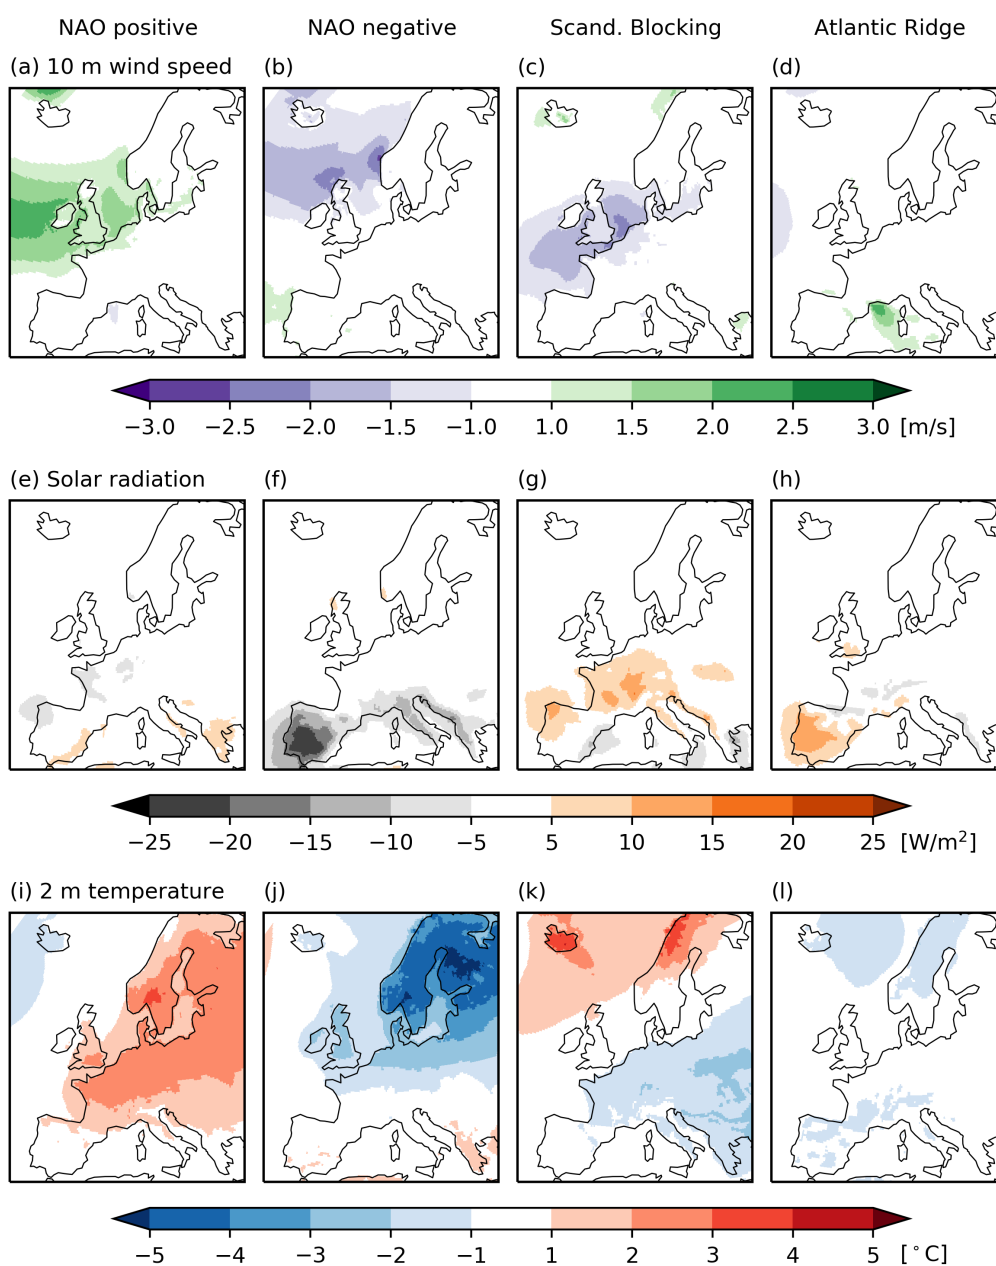 NAO positive NAO negative Scand. Blocking Atlantic Ridge
(a) 10 m wind speed (b) (c) (d)
−3.0 −2.5 −2.0 −1.5 −1.0 1.0 1.5 2.0 2.5 3.0 [m/s]
(e) Solar radiation (f) (g) (h)
−25 −20 −15 −10 −5 5 10 15 20 25 [W/m²]
(i) 2 m temperature (j) (k) (l)
−5 −4 −3 −2 −1 1 2 3 4 5 [°C]